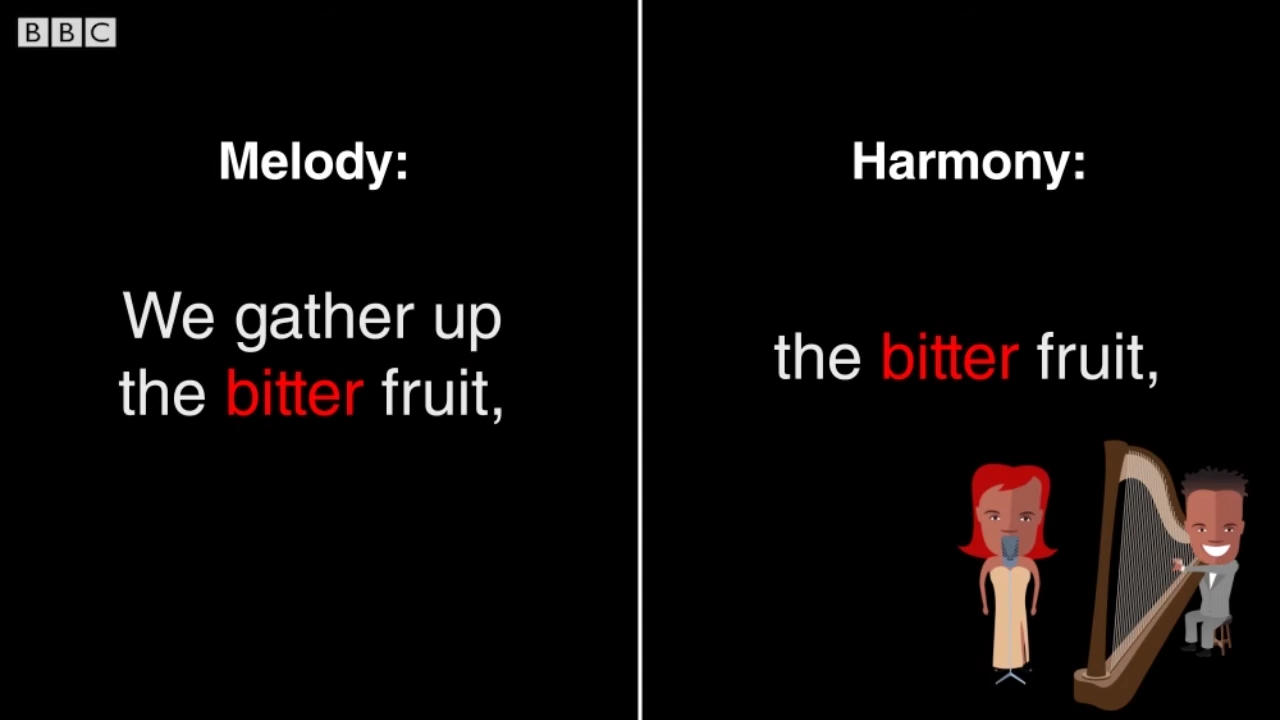 BBC
Melody:
We gather up
the bitter fruit,
Harmony:
the bitter fruit,